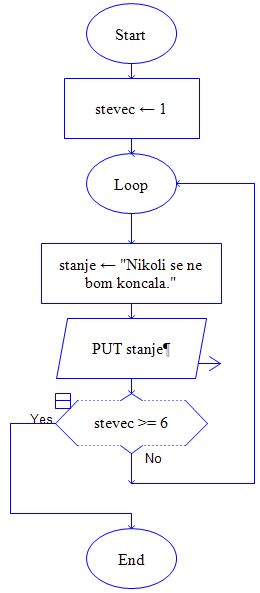 Start
stevec ← 1
Loop
stanje ← "Nikoli se ne
bom koncala."
PUT stanje¶
Yes
stevec >= 6
No
End